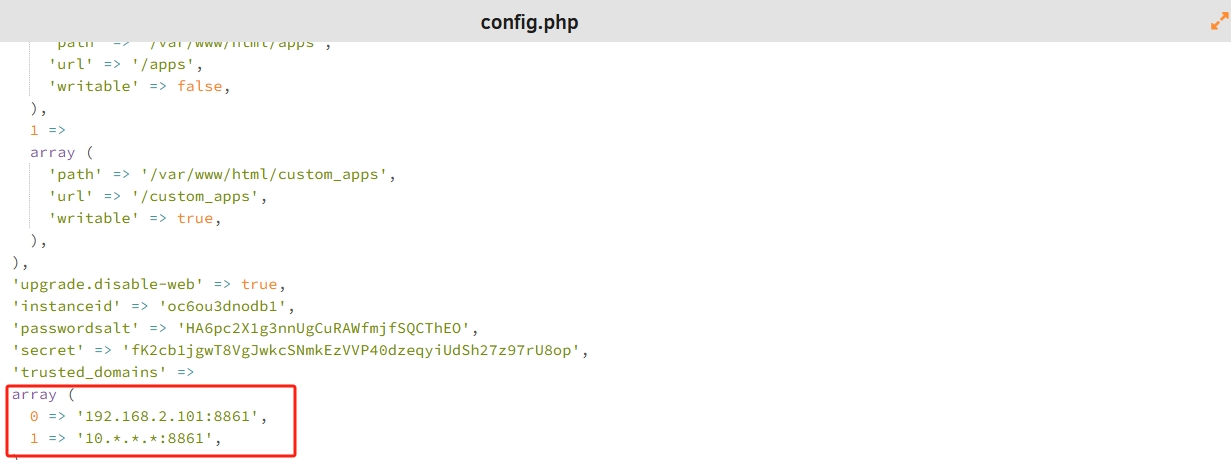 config.php
'path' => '/var/www/html/apps',
'url' => '/apps',
'writable' => false,
),
1 =>
array (
'path' => '/var/www/html/custom_apps',
'url' => '/custom_apps',
'writable' => true,
),
),
'upgrade.disable-web' => true,
'instanceid' => 'oc6ou3dnodb1',
'passwordsalt' => 'HA6pc2X1g3nnUgCuRAWfmjfSQCThEO',
'secret' => 'fK2cb1jgwT8VgJwkcSNmkEzVVP40dzeqyiUdSh27z97rU8op',
'trusted_domains' =>
array (
0 => '192.168.2.101:8861',
1 => '10.*.*.*:8861',